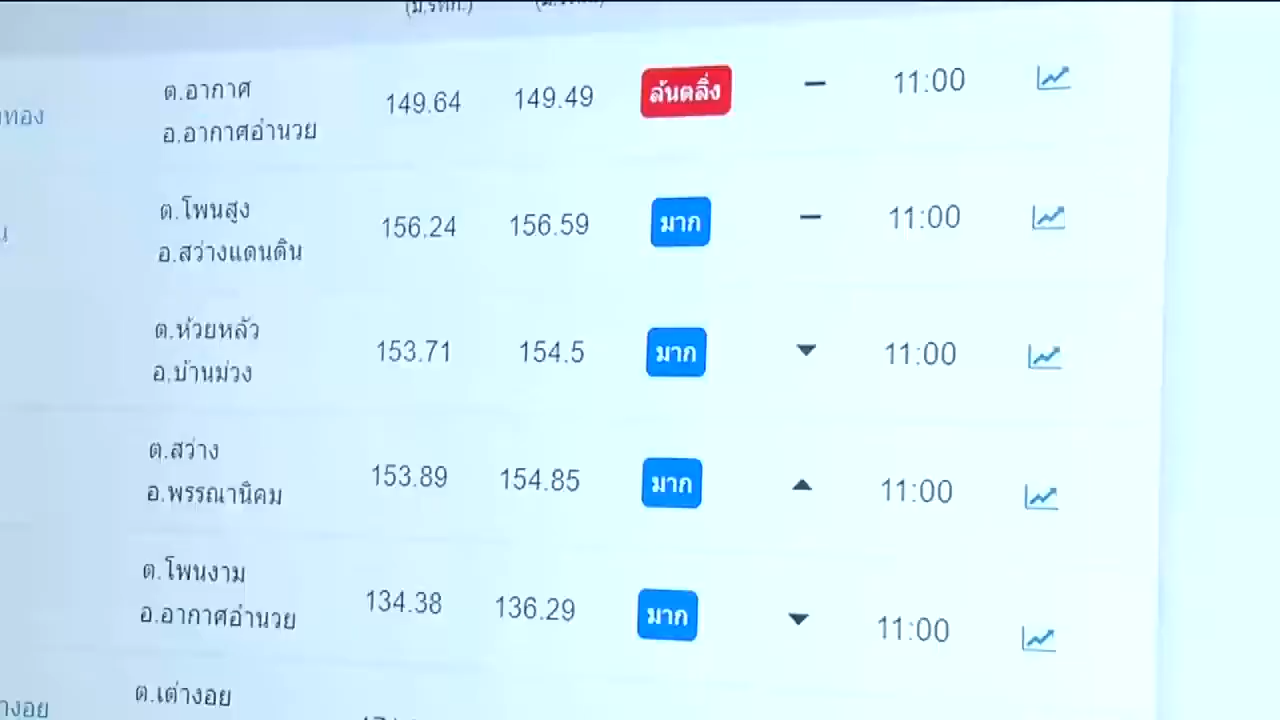 (ม.รทก.)
ต.อากาศ
อ.อากาศอำนวย 149.64 149.49 ล้นตลิ่ง – 11:00
ต.โพนสูง
อ.สว่างแดนดิน 156.24 156.59 มาก – 11:00
ต.ห้วยหลัว
อ.บ้านม่วง 153.71 154.5 มาก ▼ 11:00
ต.สว่าง
อ.พรรณานิคม 153.89 154.85 มาก ▲ 11:00
ต.โพนงาม
อ.อากาศอำนวย 134.38 136.29 มาก ▼ 11:00
ต.เต่างอย